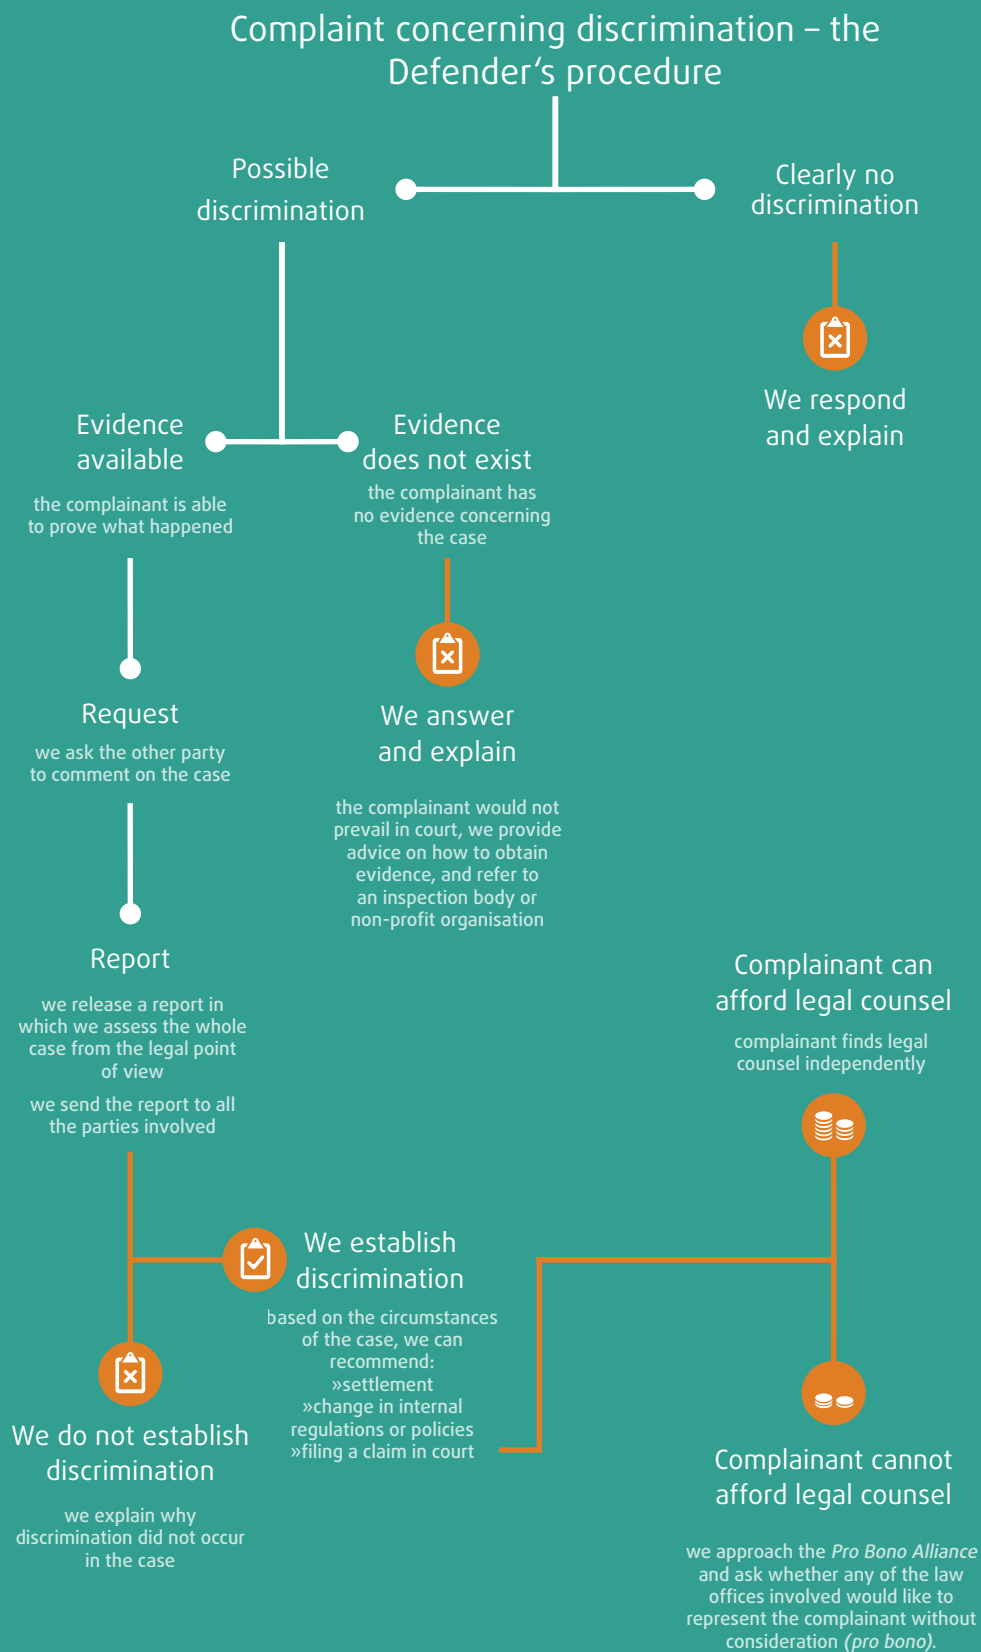 Complaint concerning discrimination – the
Defender‘s procedure
Possible
discrimination
Clearly no
discrimination
We respond
and explain
Evidence
available
the complainant is able
to prove what happened
Evidence
does not exist
the complainant has
no evidence concerning
the case
We answer
and explain
the complainant would not
prevail in court, we provide
advice on how to obtain
evidence, and refer to
an inspection body or
non-profit organisation
Request
we ask the other party
to comment on the case
Report
we release a report in
which we assess the whole
case from the legal point
of view
we send the report to all
the parties involved
We establish
discrimination
based on the circumstances
of the case, we can
recommend:
»settlement
»change in internal
regulations or policies
»filing a claim in court
We do not establish
discrimination
we explain why
discrimination did not occur
in the case
Complainant can
afford legal counsel
complainant finds legal
counsel independently
Complainant cannot
afford legal counsel
we approach the Pro Bono Alliance
and ask whether any of the law
offices involved would like to
represent the complainant without
consideration (pro bono).